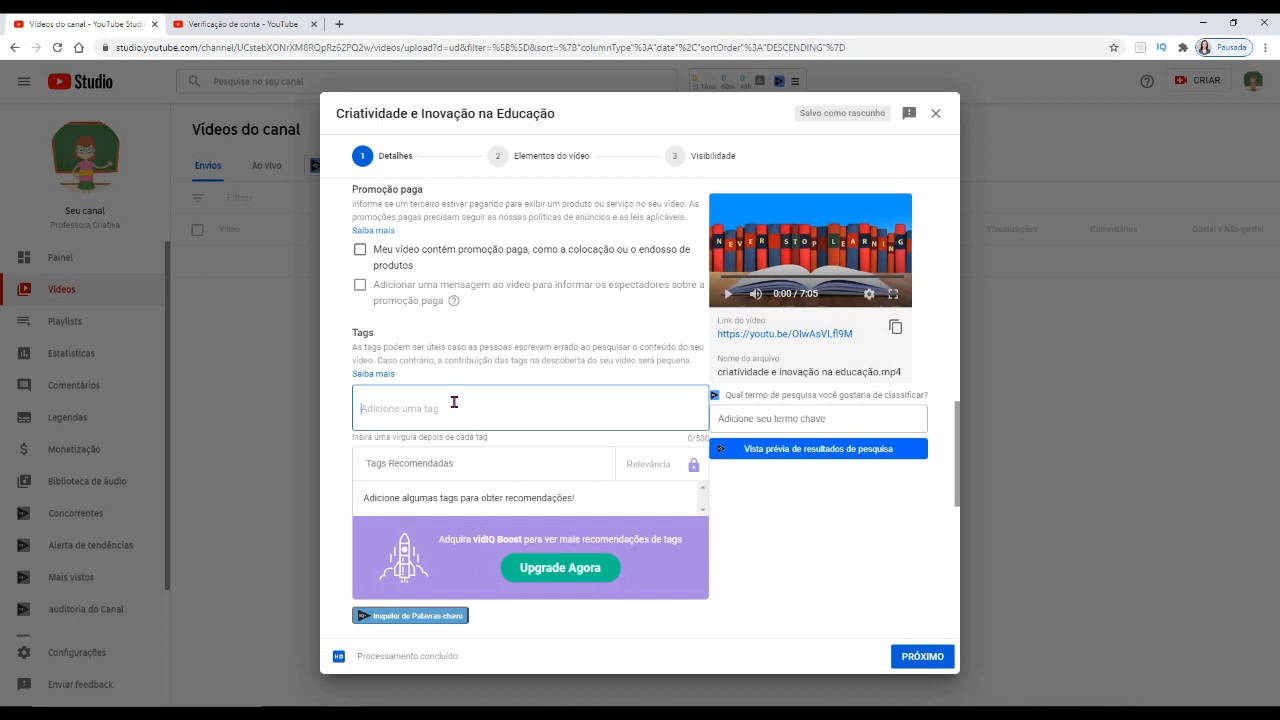 Vídeos do canal - YouTube Studi
Verificação de conta - YouTube
studio.youtube.com/channel/UCstebXONrXM8RQpRz62PQ2w/videos/upload?d=ud&filter=%5B%5D&sort=%7B"columnType"%3A"date"%2C"sortOrder"%3A"DESCENDING"%7D
IQ
Pausada
Studio
Pesquise no seu canal
CRIAR
Criatividade e Inovação na Educação
Salvo como rascunho
Vídeos do canal
1 Detalhes
2 Elementos do vídeo
3 Visibilidade
Envios
Ao vivo
Filtrar
Vídeo
Visualizações
Comentários
Gostei x Não gostei
Seu canal
Professora Criativa
Painel
Vídeos
Playlists
Estatísticas
Comentários
Legendas
Monetização
Biblioteca de áudio
Concorrentes
Alerta de tendências
Mais vistos
auditoria do Canal
Configurações
Enviar feedback
Promoção paga
Informe se um terceiro estiver pagando para exibir um produto ou serviço no seu vídeo. As
promoções pagas precisam seguir as nossas políticas de anúncios e as leis aplicáveis.
Saiba mais
Meu vídeo contém promoção paga, como a colocação ou o endosso de
produtos
Adicionar uma mensagem ao vídeo para informar os espectadores sobre a
promoção paga
Tags
As tags podem ser úteis caso as pessoas escrevam errado ao pesquisar o conteúdo do seu
vídeo. Caso contrário, a contribuição das tags na descoberta do seu vídeo será pequena.
Saiba mais
Adicione uma tag
Insira uma vírgula depois de cada tag
0/500
Tags Recomendadas
Relevância
Adicione algumas tags para obter recomendações!
Adquira vidIQ Boost para ver mais recomendações de tags
Upgrade Agora
Inspetor de Palavras-chave
NEVER STOP LEARNING
0:00 / 7:05
Link do vídeo
https://youtu.be/OIwAsVLfl9M
Nome do arquivo
criatividade e inovação na educação.mp4
Qual termo de pesquisa você gostaria de classificar?
Adicione seu termo chave
Vista prévia de resultados de pesquisa
HD
Processamento concluído
PRÓXIMO